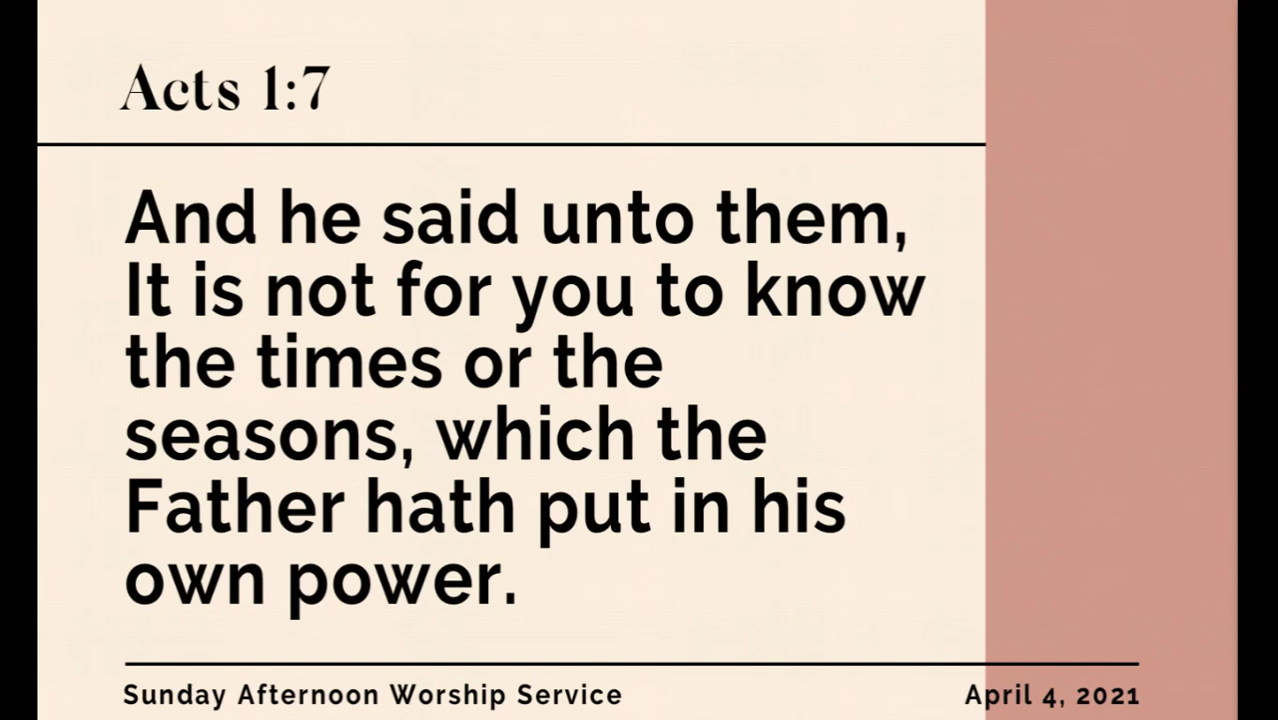 Acts 1:7
And he said unto them,
It is not for you to know
the times or the
seasons, which the
Father hath put in his
own power.
Sunday Afternoon Worship Service
April 4, 2021